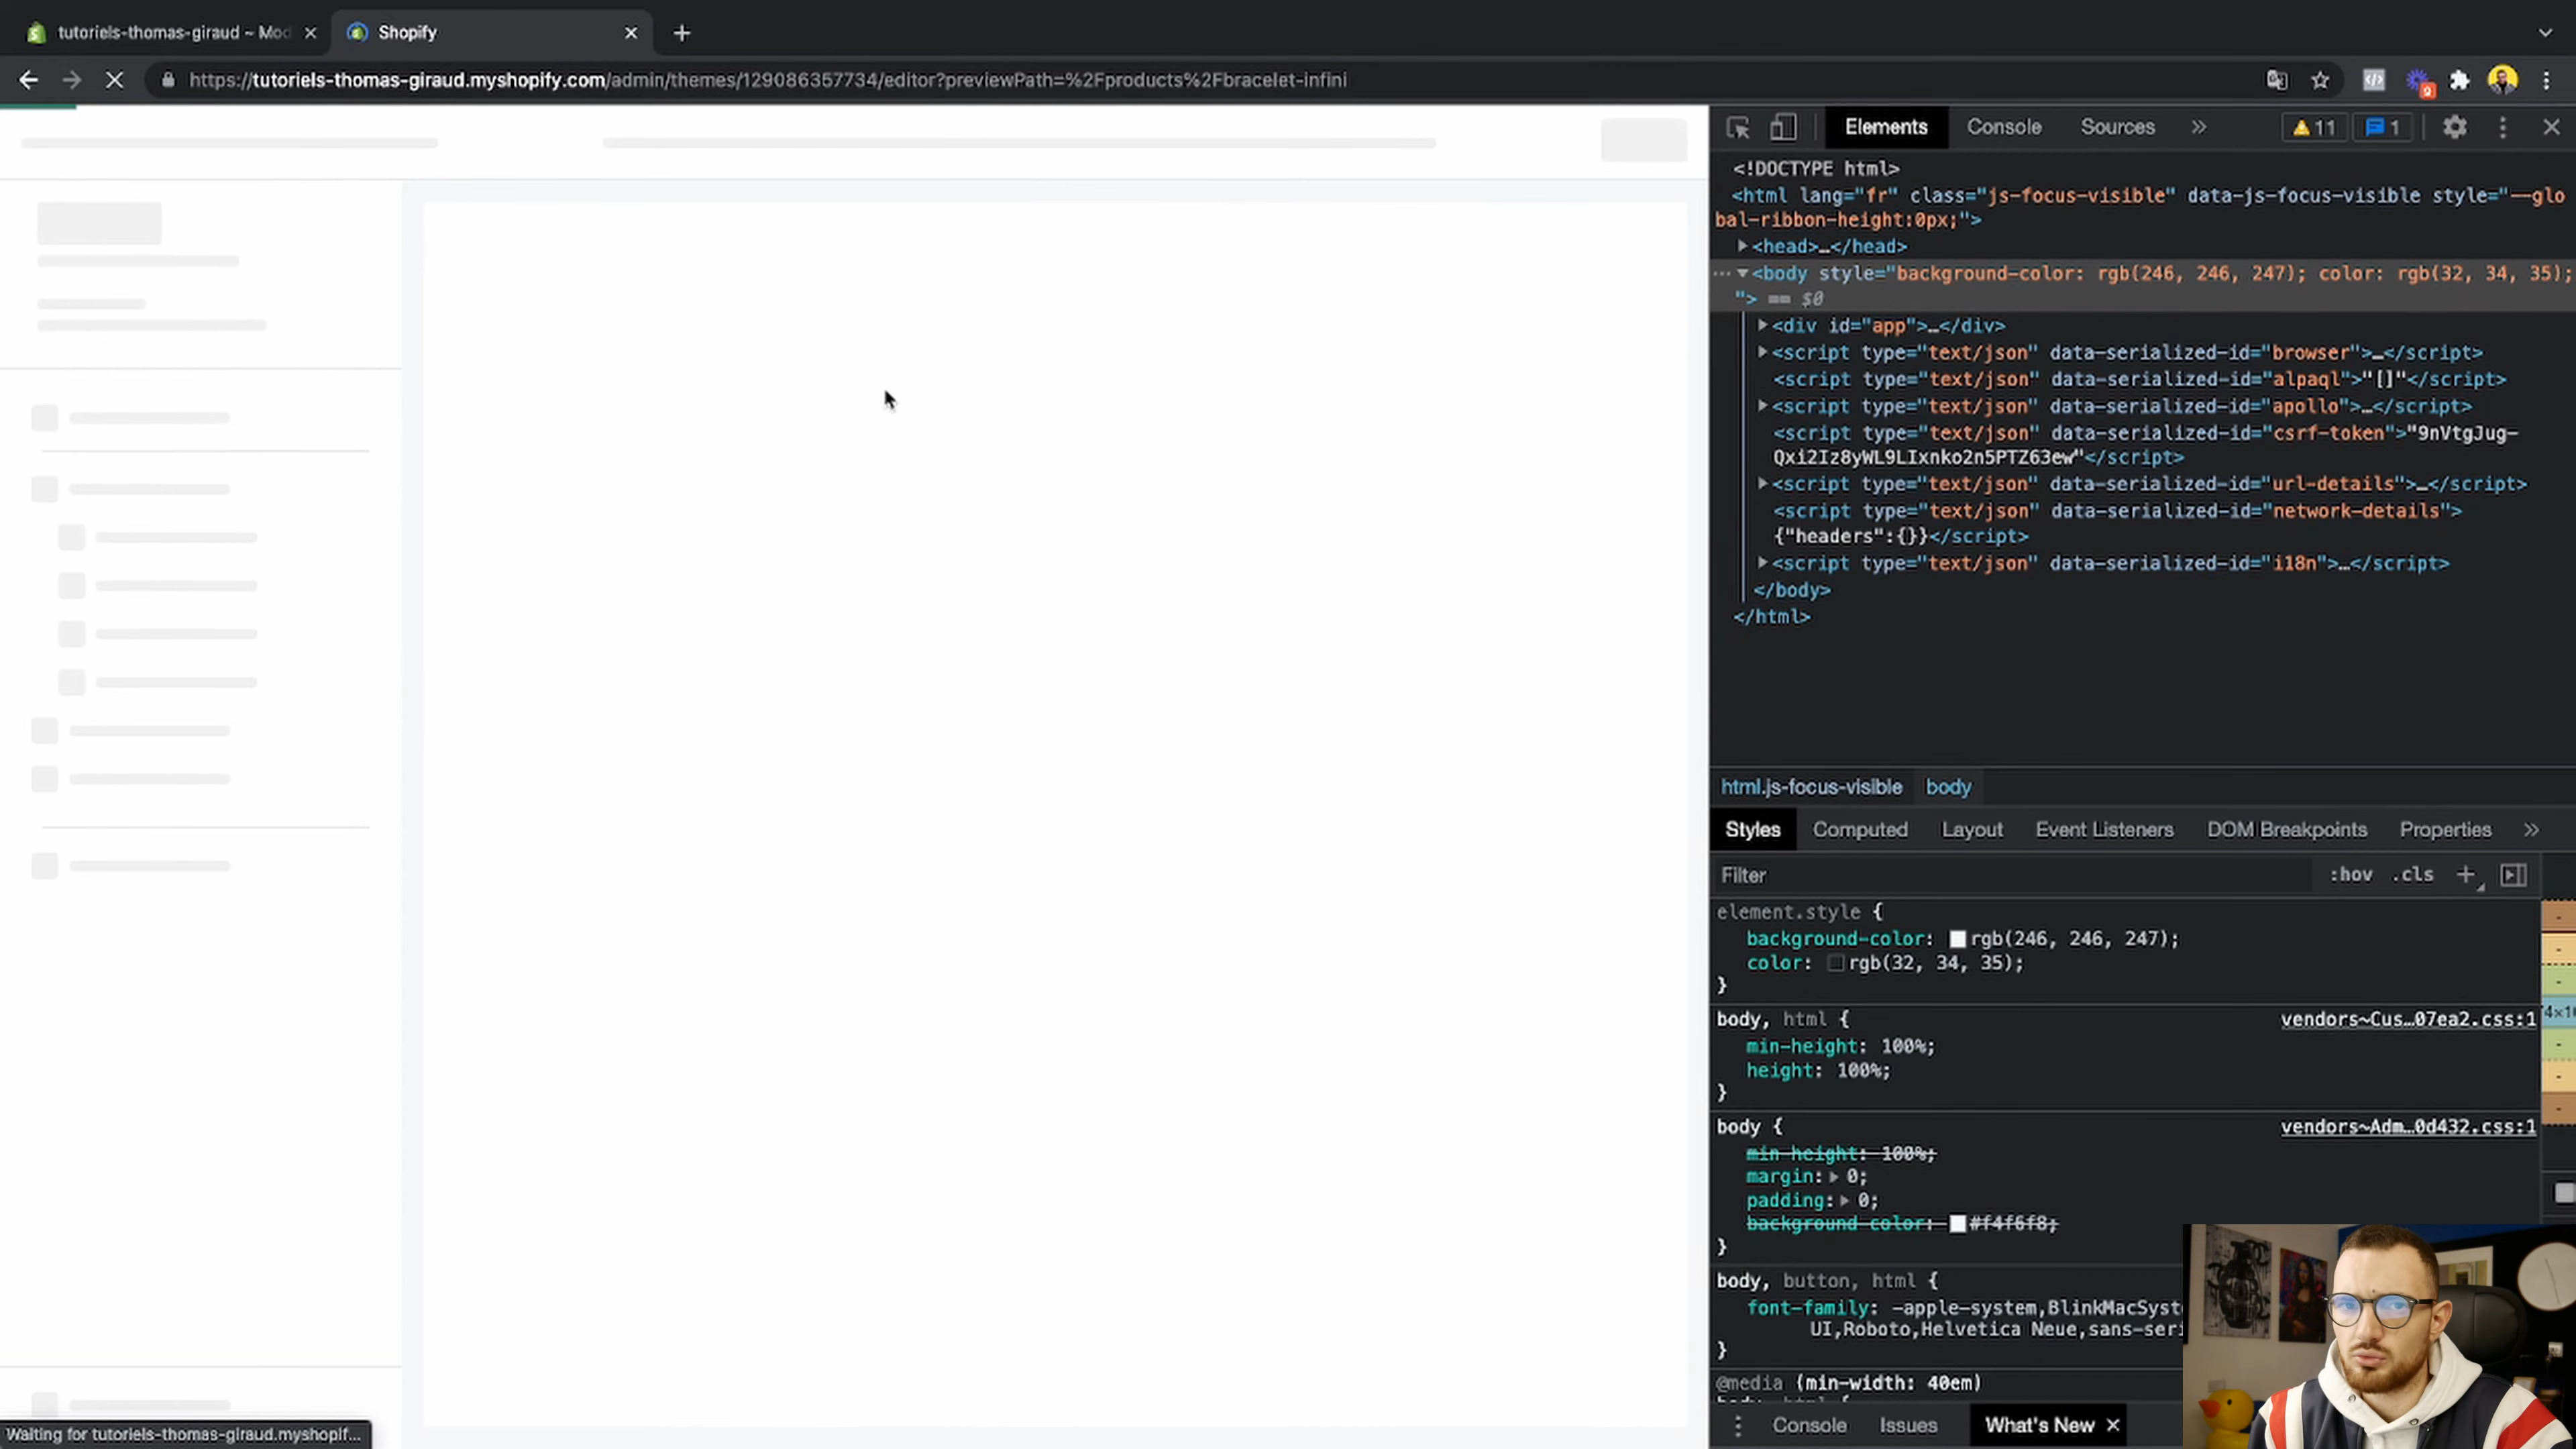 tutoriels-thomas-giraud ~ Mod
Shopify
https://tutoriels-thomas-giraud.myshopify.com/admin/themes/129086357734/editor?previewPath=%2Fproducts%2Fbracelet-infini
9
Elements
Console
Sources
11
1
<!DOCTYPE html>
<html lang="fr" class="js-focus-visible" data-js-focus-visible style="--glo
bal-ribbon-height:0px;">
<head>…</head>
<body style="background-color: rgb(246, 246, 247); color: rgb(32, 34, 35);
"> == $0
<div id="app">…</div>
<script type="text/json" data-serialized-id="browser">…</script>
<script type="text/json" data-serialized-id="alpaql">"[]"</script>
<script type="text/json" data-serialized-id="apollo">…</script>
<script type="text/json" data-serialized-id="csrf-token">"9nVtgJug-
Qxi2Iz8yWL9LIxnko2n5PTZ63ew"</script>
<script type="text/json" data-serialized-id="url-details">…</script>
<script type="text/json" data-serialized-id="network-details">
{"headers":{}}</script>
<script type="text/json" data-serialized-id="i18n">…</script>
</body>
</html>
html.js-focus-visible
body
Styles
Computed
Layout
Event Listeners
DOM Breakpoints
Properties
Filter
:hov
.cls
element.style {
background-color: rgb(246, 246, 247);
color: rgb(32, 34, 35);
}
body, html {
vendors~Cus…07ea2.css:1
min-height: 100%;
height: 100%;
}
body {
vendors~Adm…0d432.css:1
min-height: 100%;
margin: 0;
padding: 0;
background-color: #f4f6f8;
}
body, button, html {
font-family: -apple-system,BlinkMacSyst
UI,Roboto,Helvetica Neue,sans-seri
}
@media (min-width: 40em)
Console
Issues
What's New
Waiting for tutoriels-thomas-giraud.myshopif...